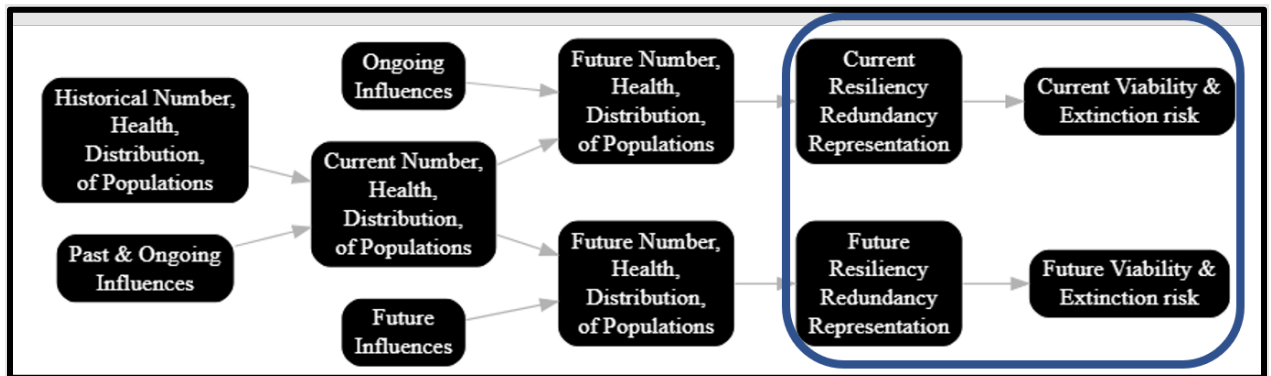 Historical Number,
Health,
Distribution,
of Populations
Past & Ongoing
Influences
Ongoing
Influences
Current Number,
Health,
Distribution,
of Populations
Future
Influences
Future Number,
Health,
Distribution,
of Populations
Future Number,
Health,
Distribution,
of Populations
Current
Resiliency
Redundancy
Representation
Future
Resiliency
Redundancy
Representation
Current Viability &
Extinction risk
Future Viability &
Extinction risk